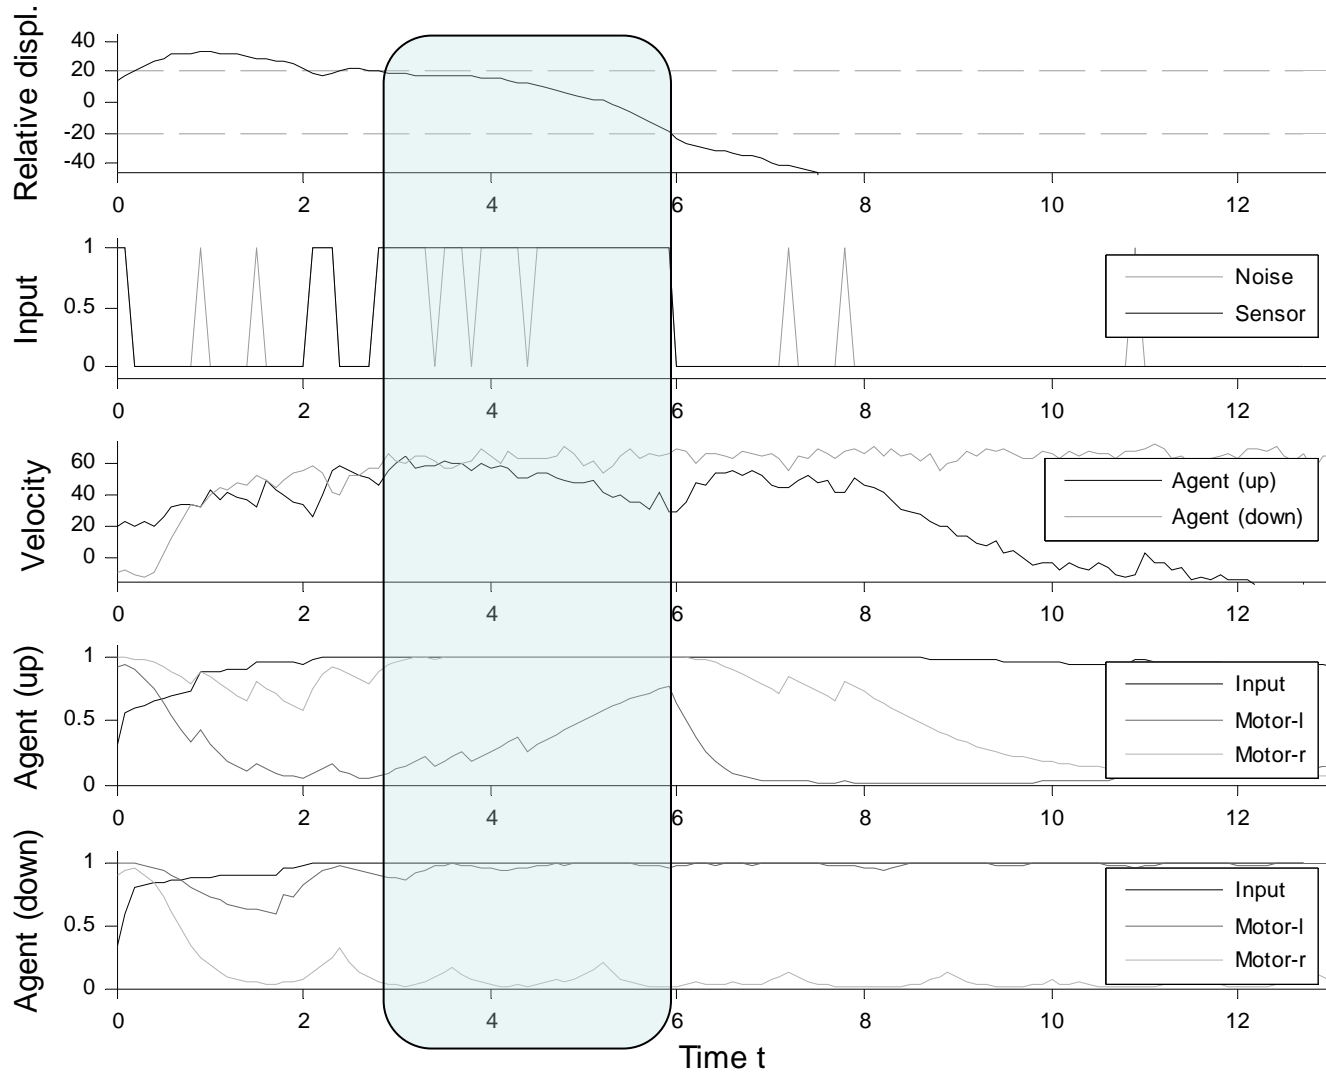 Relative displ.
40
20
0
-20
-40
0 2 4 6 8 10 12
Input
1
0.5
0
Noise
Sensor
0 2 4 6 8 10 12
Velocity
60
40
20
0
Agent (up)
Agent (down)
0 2 4 6 8 10 12
Agent (up)
1
0.5
0
Input
Motor-l
Motor-r
0 2 4 6 8 10 12
Agent (down)
1
0.5
0
Input
Motor-l
Motor-r
0 2 4 6 8 10 12
Time t